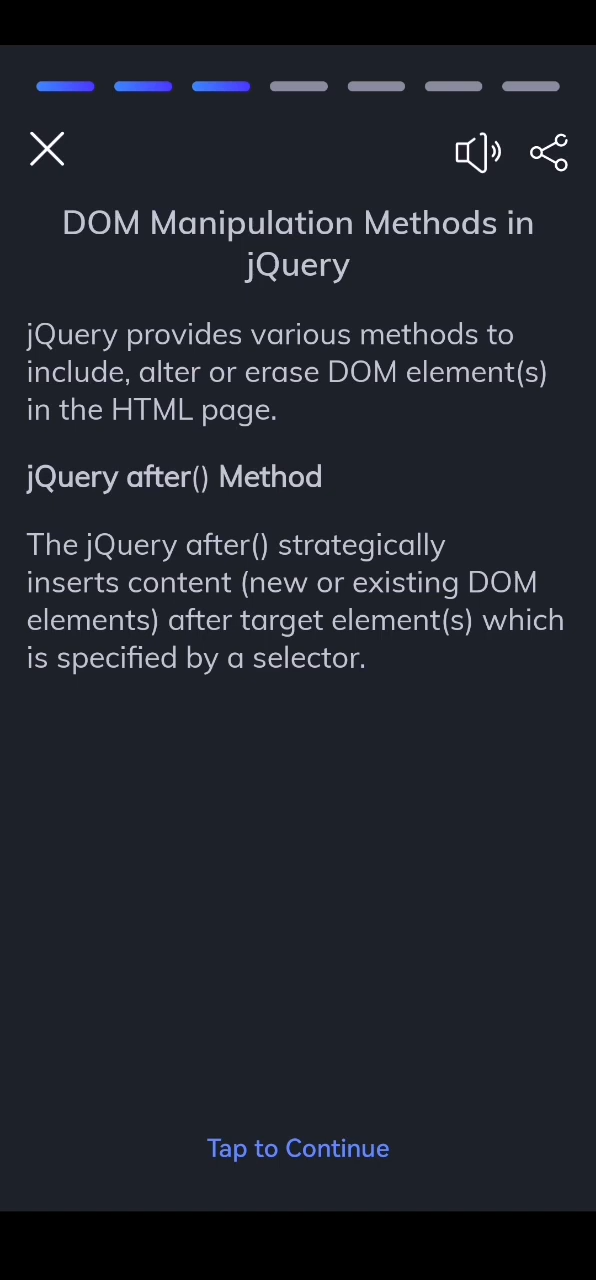 DOM Manipulation Methods in
jQuery
jQuery provides various methods to
include, alter or erase DOM element(s)
in the HTML page.
jQuery after() Method
The jQuery after() strategically
inserts content (new or existing DOM
elements) after target element(s) which
is specified by a selector.
Tap to Continue